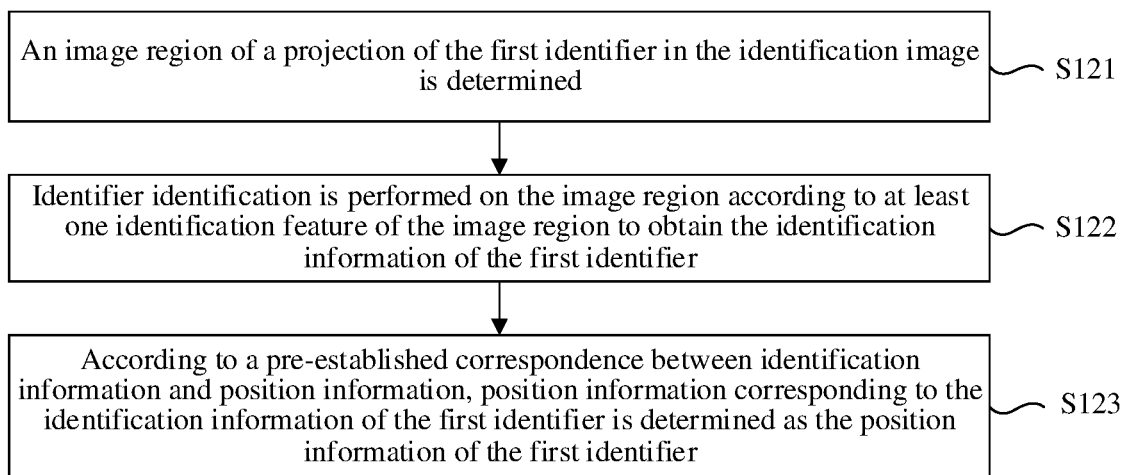 An image region of a projection of the first identifier in the identification image
is determined
S121
Identifier identification is performed on the image region according to at least
one identification feature of the image region to obtain the identification
information of the first identifier
S122
According to a pre-established correspondence between identification
information and position information, position information corresponding to the
identification information of the first identifier is determined as the position
information of the first identifier
S123